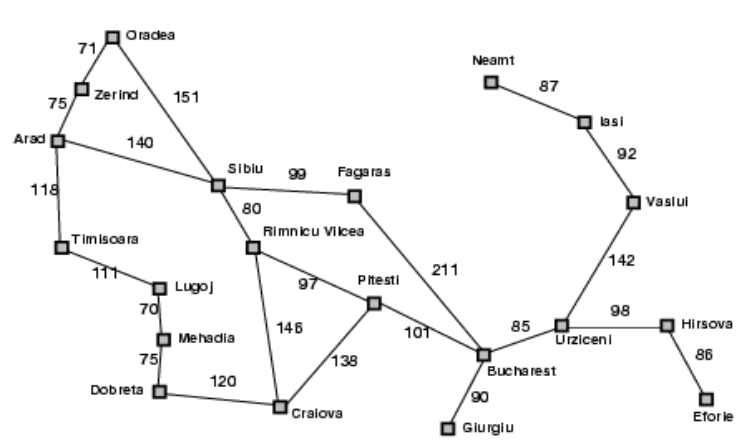 Oradea
71
Neamt
87
Zerind
151
75
Iasi
Arad
140
92
Sibiu
Fagaras
99
118
80
Vaslui
Timisoara
Rimnicu Vilcea
142
111
211
Lugoj
97
Pitesti
70
98
Hirsova
146
101
85
Mehadia
138
Urziceni
86
75
Bucharest
120
Dobreta
90
Craiova
Eforie
Giurgiu